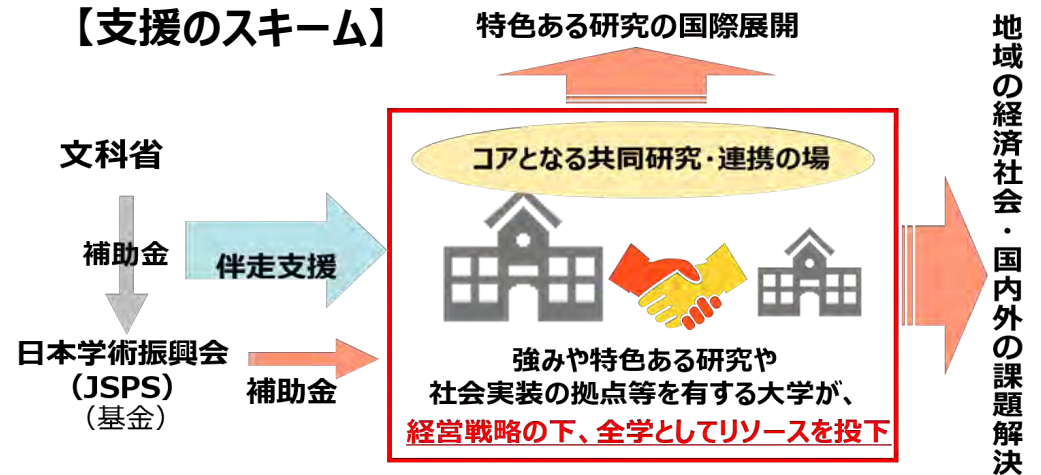 【支援のスキーム】
特色ある研究の国際展開
文科省
補助金
伴走支援
日本学術振興会
（JSPS）
（基金）
補助金
コアとなる共同研究・連携の場
強みや特色ある研究や
社会実装の拠点等を有する大学が、
経営戦略の下、全学としてリソースを投下
地域の経済社会・国内外の課題解決